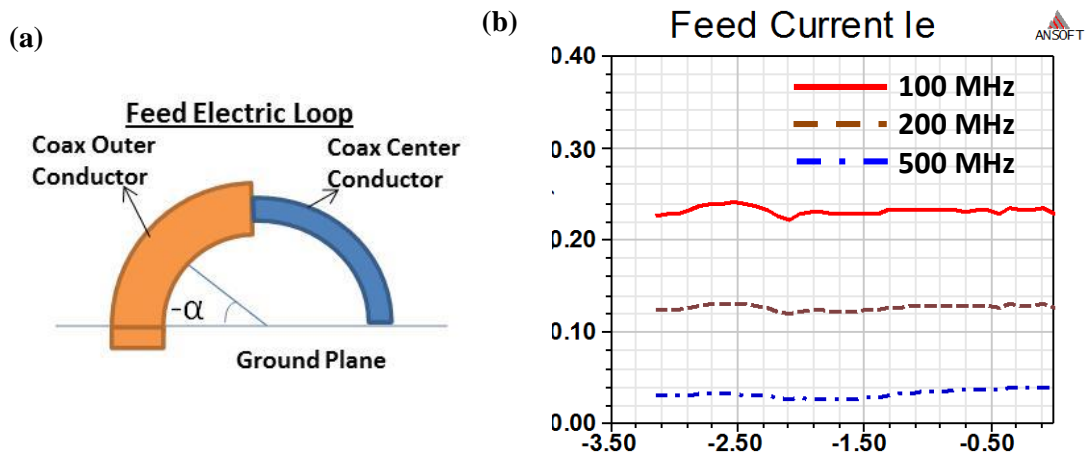 (a)
Feed Electric Loop
Coax Outer
Conductor
Coax Center
Conductor
-α
Ground Plane
(b)
Feed Current Ie
ANSOFT
0.40
0.30
0.20
0.10
0.00
100 MHz
200 MHz
500 MHz
-3.50
-2.50
-1.50
-0.50